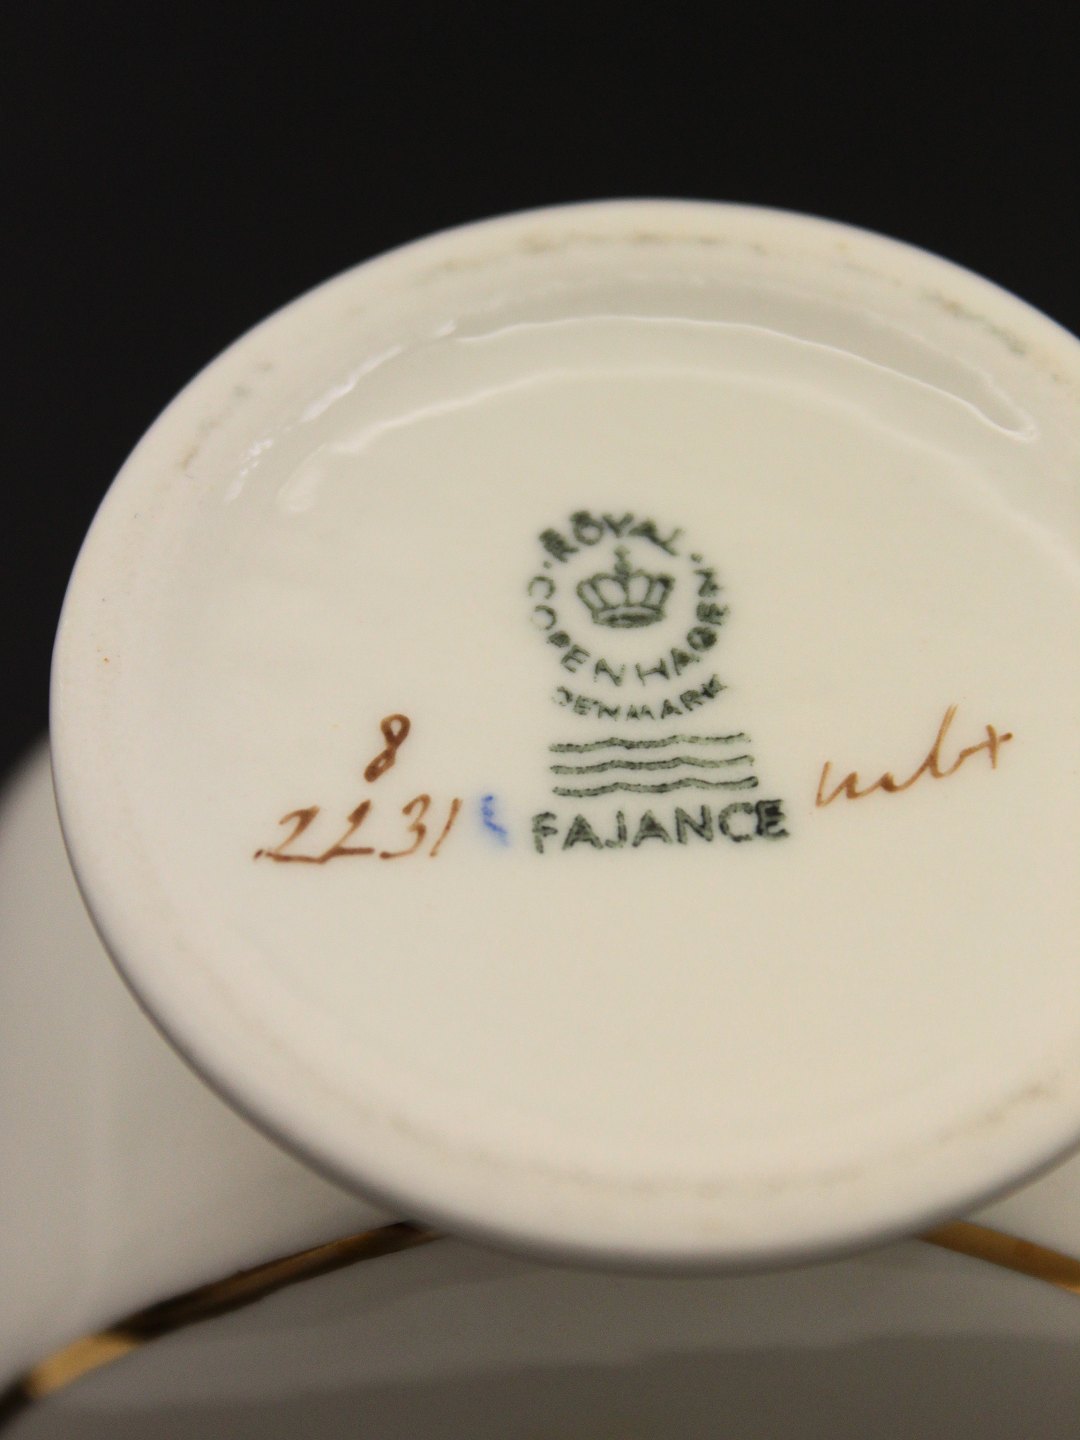 ROYAL
COPENHAGEN
DENMARK
FAJANCE
8
2231